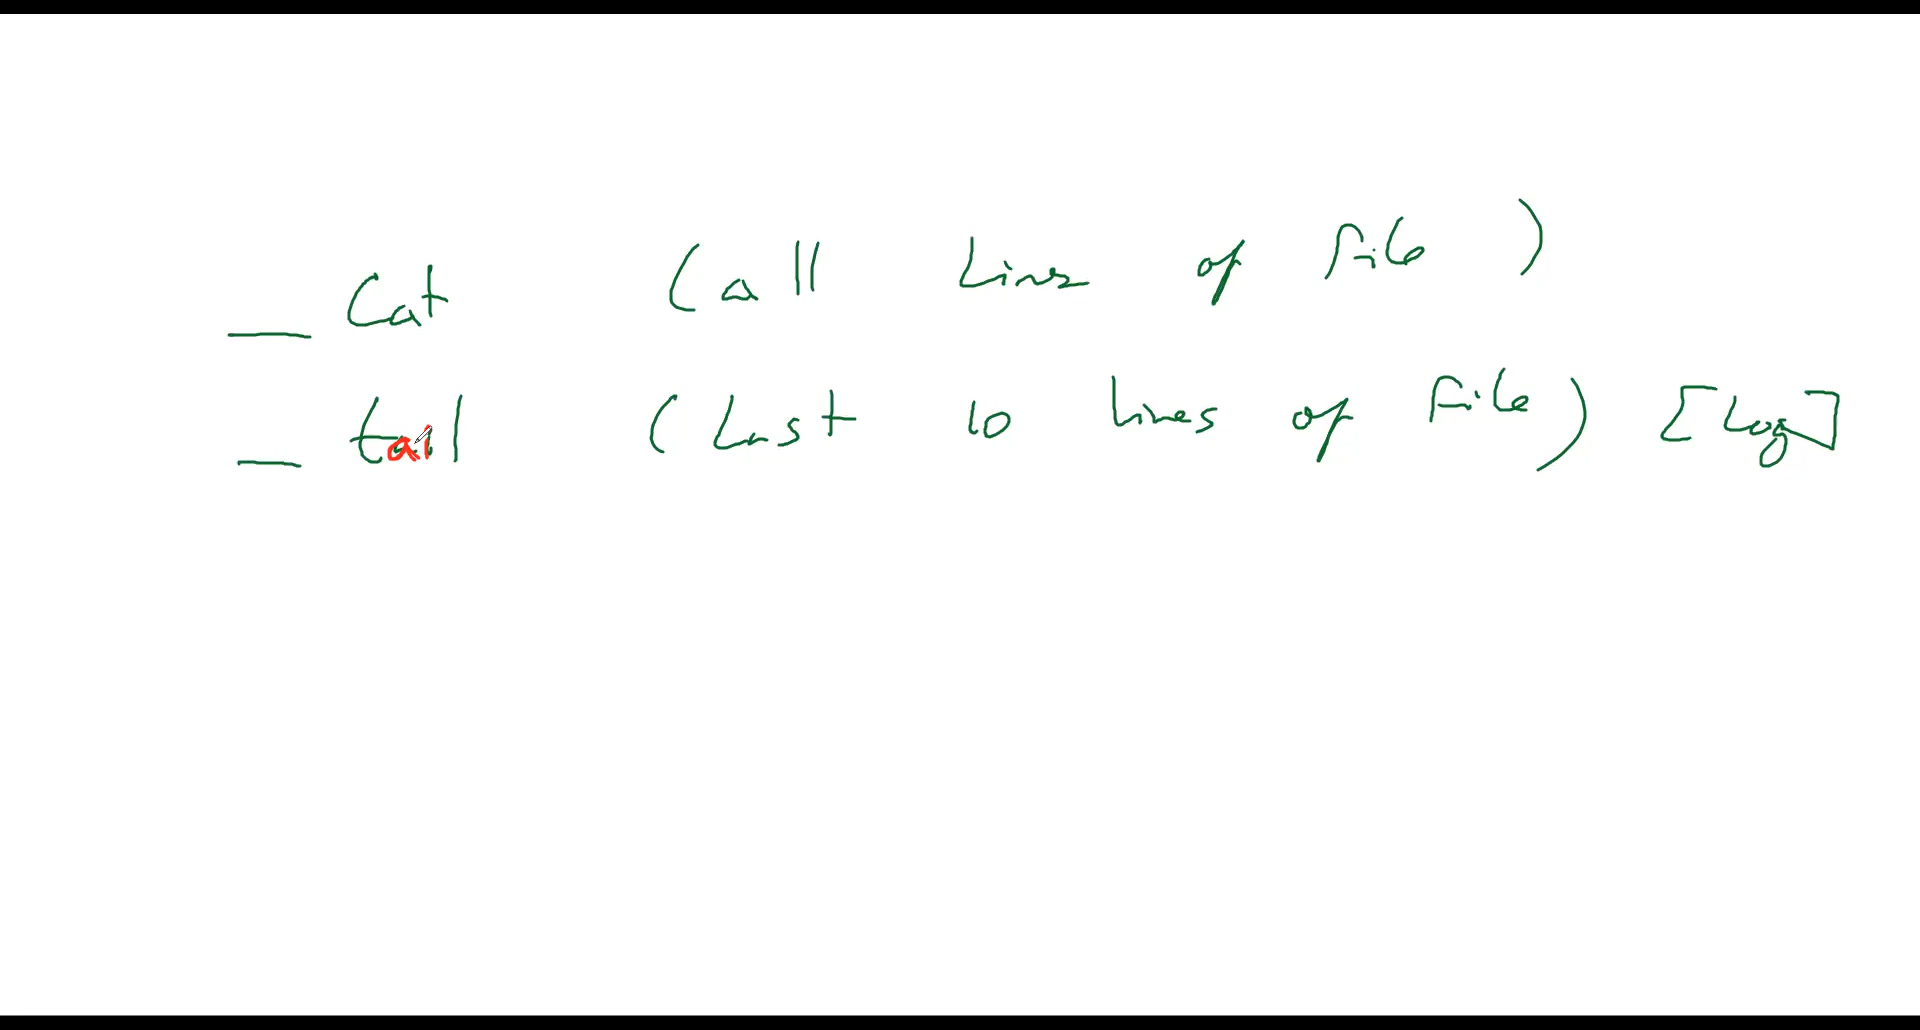 — Cat (all Lines of file)
— tail (Last 10 Lines of file) [Log]